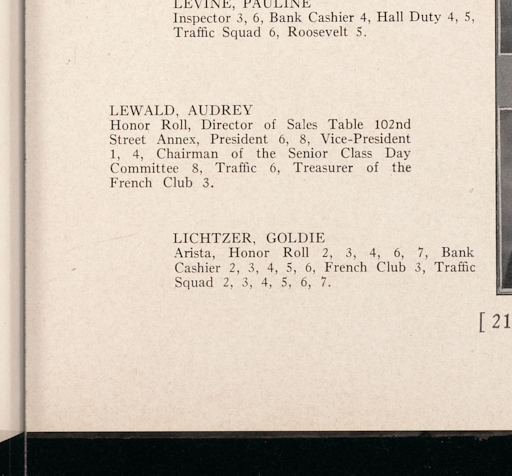 LEVINE, PAULINE
Inspector 3, 6, Bank Cashier 4, Hall Duty 4, 5,
Traffic Squad 6, Roosevelt 5.
LEWALD, AUDREY
Honor Roll, Director of Sales Table 102nd
Street Annex, President 6, 8, Vice-President
1, 4, Chairman of the Senior Class Day
Committee 8, Traffic 6, Treasurer of the
French Club 3.
LICHTZER, GOLDIE
Arista, Honor Roll 2, 3, 4, 6, 7, Bank
Cashier 2, 3, 4, 5, 6, French Club 3, Traffic
Squad 2, 3, 4, 5, 6, 7.
[ 21